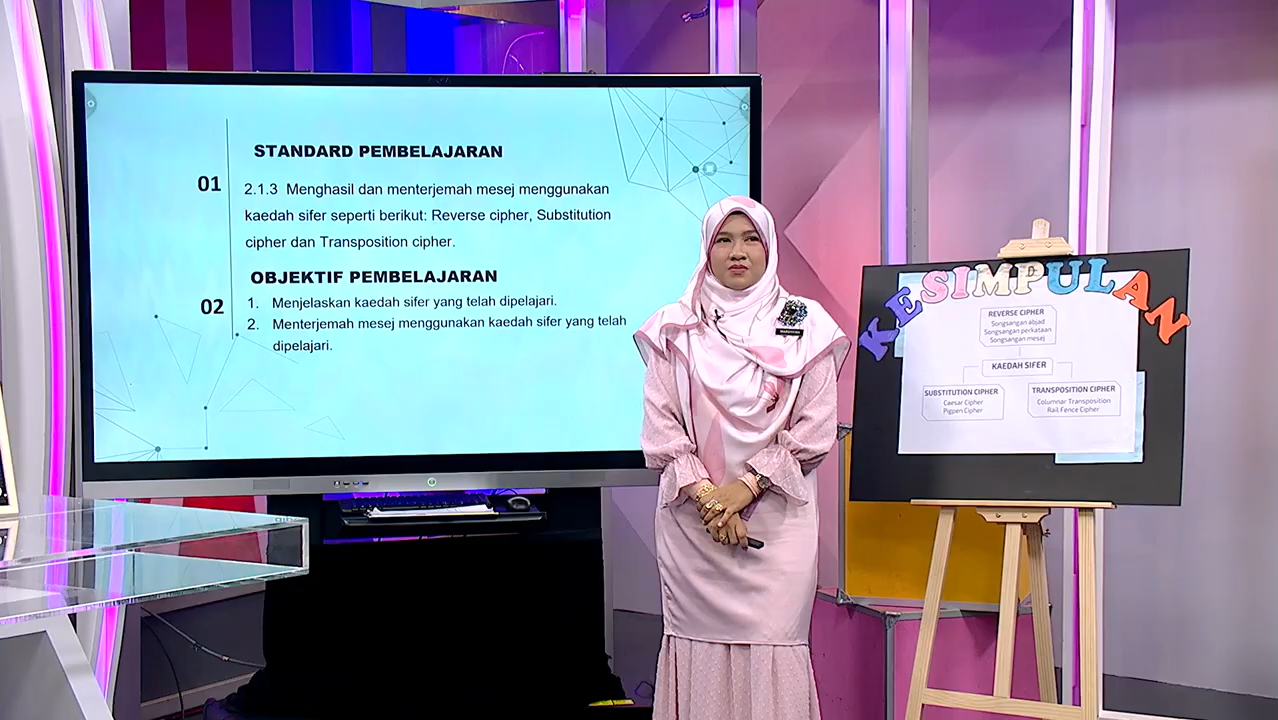 STANDARD PEMBELAJARAN
01
2.1.3 Menghasil dan menterjemah mesej menggunakan
kaedah sifer seperti berikut: Reverse cipher, Substitution
cipher dan Transposition cipher.
OBJEKTIF PEMBELAJARAN
02
1. Menjelaskan kaedah sifer yang telah dipelajari.
2. Menterjemah mesej menggunakan kaedah sifer yang telah
dipelajari.
KESIMPULAN
REVERSE CIPHER
Songsangan abjad
Songsangan perkataan
Songsangan mesej
KAEDAH SIFER
SUBSTITUTION CIPHER
Caesar Cipher
Pigpen Cipher
TRANSPOSITION CIPHER
Columnar Transposition
Rail Fence Cipher